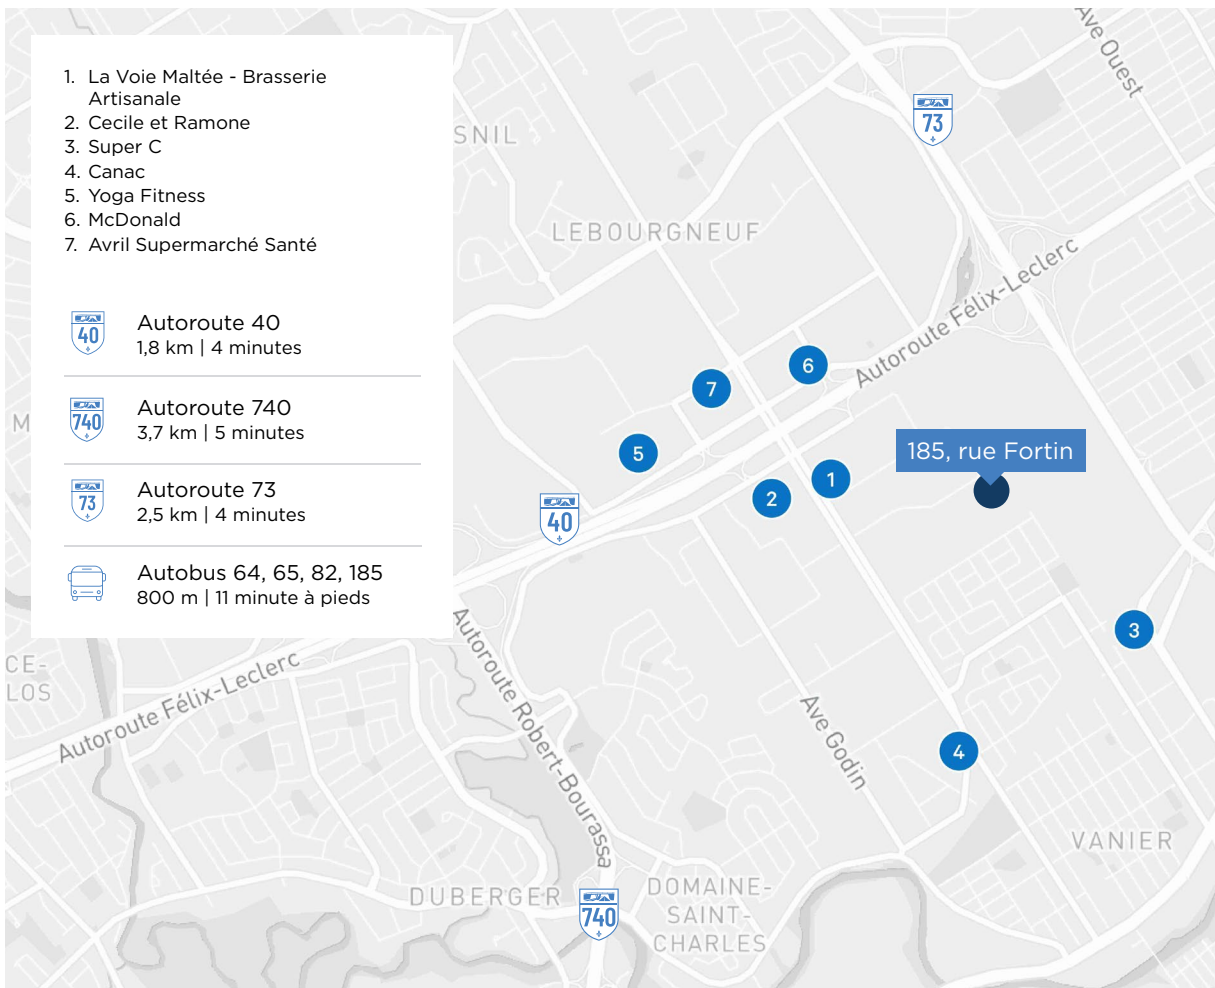 1. La Voie Maltée - Brasserie
Artisanale
2. Cecile et Ramone
3. Super C
4. Canac
5. Yoga Fitness
6. McDonald
7. Avril Supermarché Santé
40
Autoroute 40
1,8 km | 4 minutes
740
Autoroute 740
3,7 km | 5 minutes
73
Autoroute 73
2,5 km | 4 minutes
Autobus 64, 65, 82, 185
800 m | 11 minute à pieds
Ave Ouest
73
SNIL
LEBOURGNEUF
Autoroute Félix-Leclerc
6
7
M
185, rue Fortin
5
1
2
40
3
Autoroute Robert-Bourassa
CE-
LOS
Autoroute Félix-Leclerc
Ave Godin
4
VANIER
DUBERGER
740
DOMAINE-
SAINT-
CHARLES